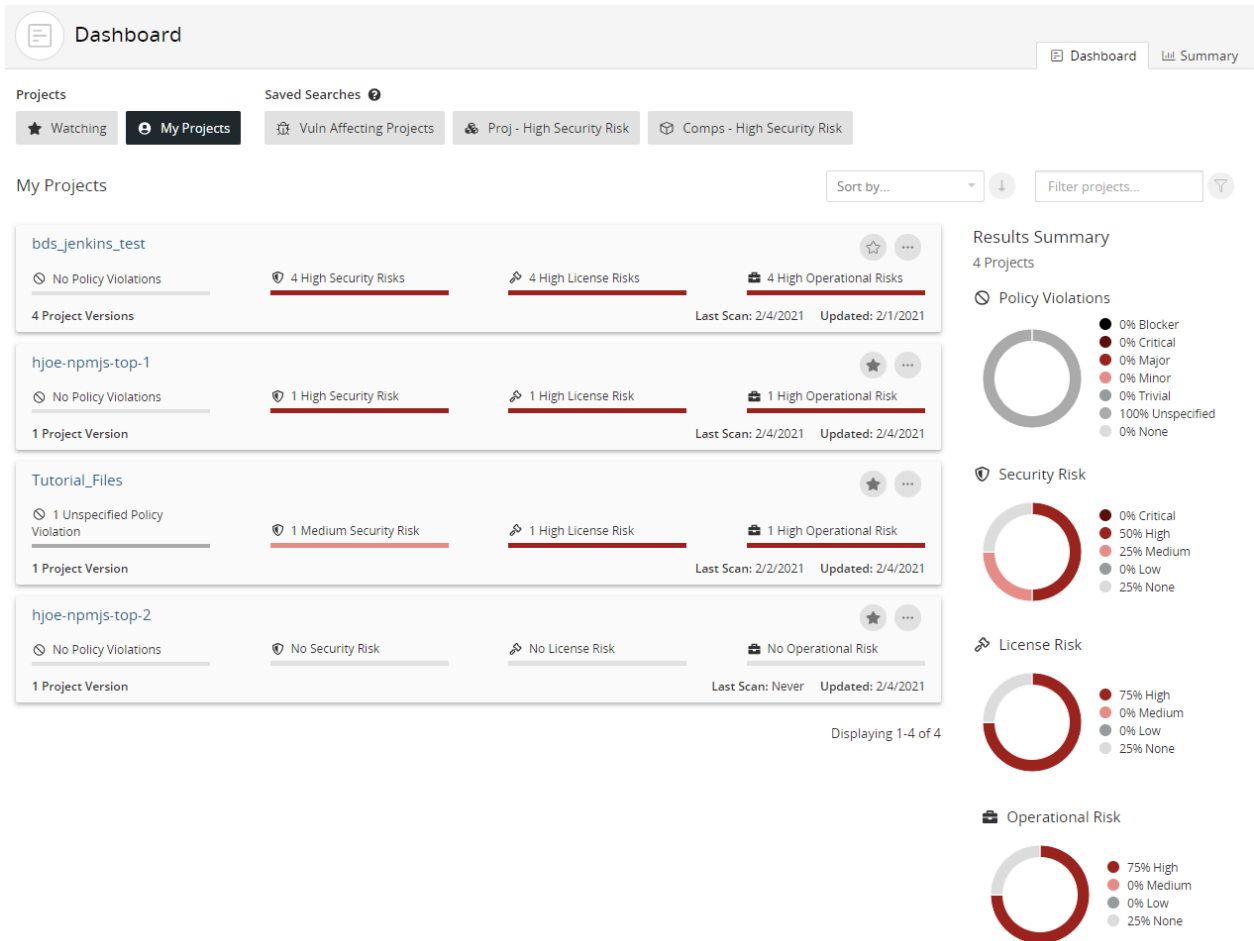 Dashboard
Dashboard Summary
Projects Saved Searches ?
Watching My Projects Vuln Affecting Projects Proj - High Security Risk Comps - High Security Risk
My Projects Sort by... Filter projects...
bds_jenkins_test
No Policy Violations 4 High Security Risks 4 High License Risks 4 High Operational Risks
4 Project Versions Last Scan: 2/4/2021 Updated: 2/1/2021
hjoe-npmjs-top-1
No Policy Violations 1 High Security Risk 1 High License Risk 1 High Operational Risk
1 Project Version Last Scan: 2/4/2021 Updated: 2/4/2021
Tutorial_Files
1 Unspecified Policy
Violation 1 Medium Security Risk 1 High License Risk 1 High Operational Risk
1 Project Version Last Scan: 2/2/2021 Updated: 2/4/2021
hjoe-npmjs-top-2
No Policy Violations No Security Risk No License Risk No Operational Risk
1 Project Version Last Scan: Never Updated: 2/4/2021
Displaying 1-4 of 4
Results Summary
4 Projects
Policy Violations
0% Blocker
0% Critical
0% Major
0% Minor
0% Trivial
100% Unspecified
0% None
Security Risk
0% Critical
50% High
25% Medium
0% Low
25% None
License Risk
75% High
0% Medium
0% Low
25% None
Operational Risk
75% High
0% Medium
0% Low
25% None